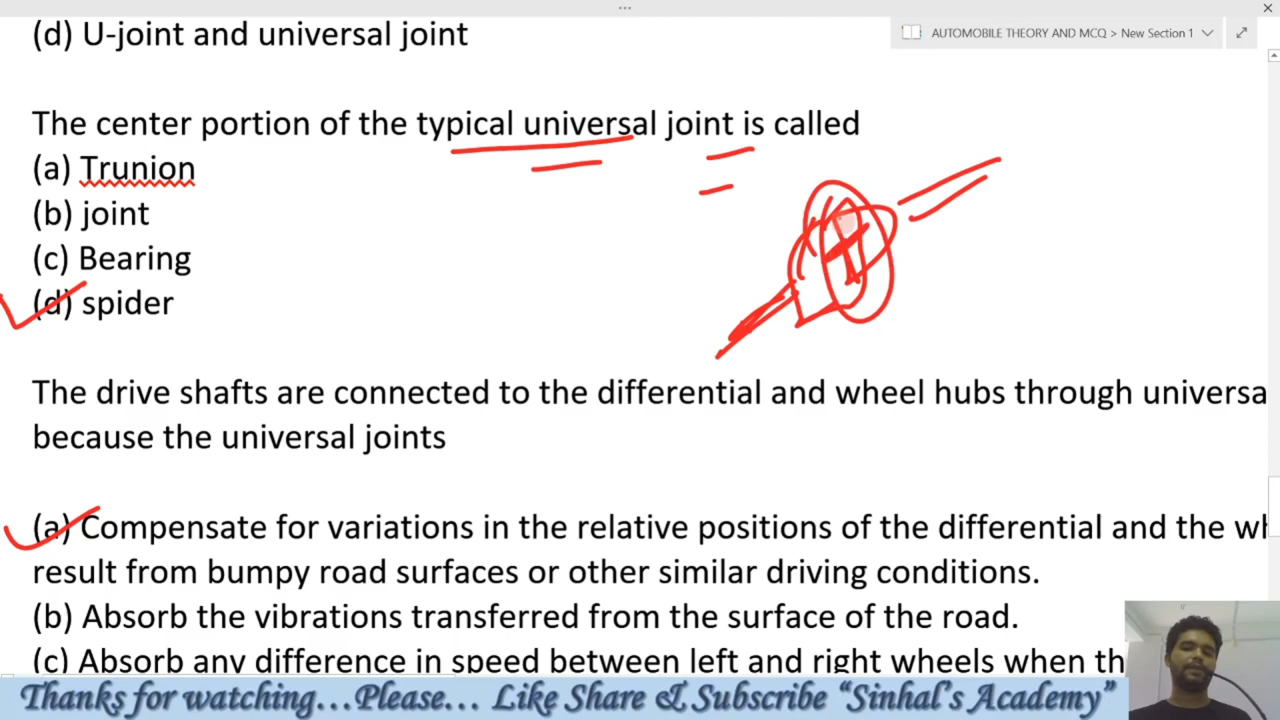 (d) U-joint and universal joint
AUTOMOBILE THEORY AND MCQ > New Section 1
The center portion of the typical universal joint is called
(a) Trunion
(b) joint
(c) Bearing
(d) spider
The drive shafts are connected to the differential and wheel hubs through universa
because the universal joints
(a) Compensate for variations in the relative positions of the differential and the wh
result from bumpy road surfaces or other similar driving conditions.
(b) Absorb the vibrations transferred from the surface of the road.
(c) Absorb any difference in speed between left and right wheels when th
Thanks for watching...Please... Like Share & Subscribe “Sinhal's Academy”